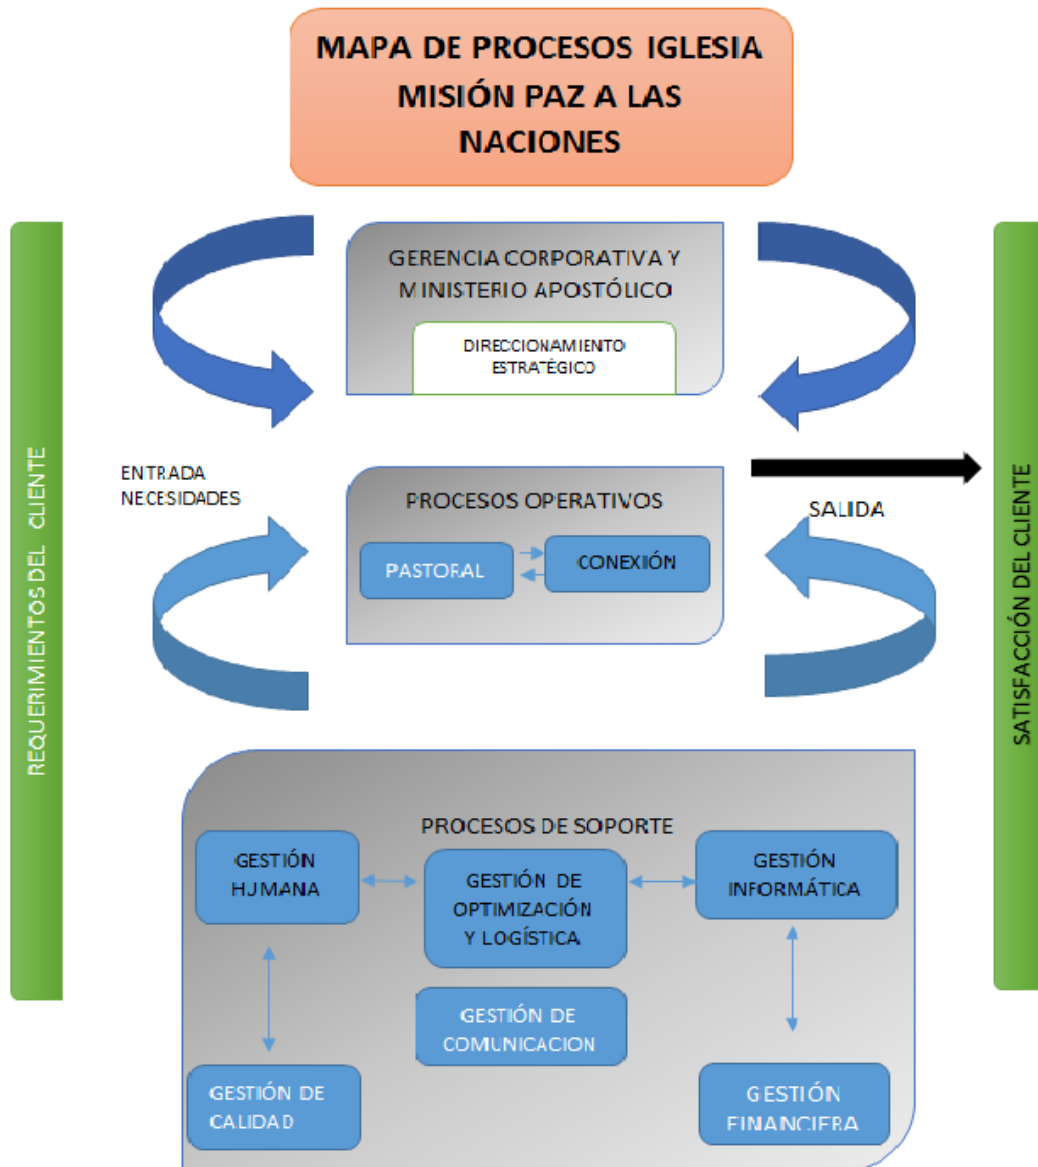 MAPA DE PROCESOS IGLESIA
MISIÓN PAZ A LAS
NACIONES
GERENCIA CORPORATIVA Y
MINISTERIO APOSTÓLICO
DIRECCIONAMIENTO
ESTRATÉGICO
REQUERIMIENTOS DEL CLIENTE
ENTRADA
NECESIDADES
PROCESOS OPERATIVOS
PASTORAL
CONEXIÓN
SALIDA
SATISFACCIÓN DEL CLIENTE
PROCESOS DE SOPORTE
GESTIÓN
HUMANA
GESTIÓN DE
OPTIMIZACIÓN
Y LOGÍSTICA
GESTIÓN
INFORMÁTICA
GESTIÓN DE
COMUNICACION
GESTIÓN DE
CALIDAD
GESTIÓN
FINANCIERA